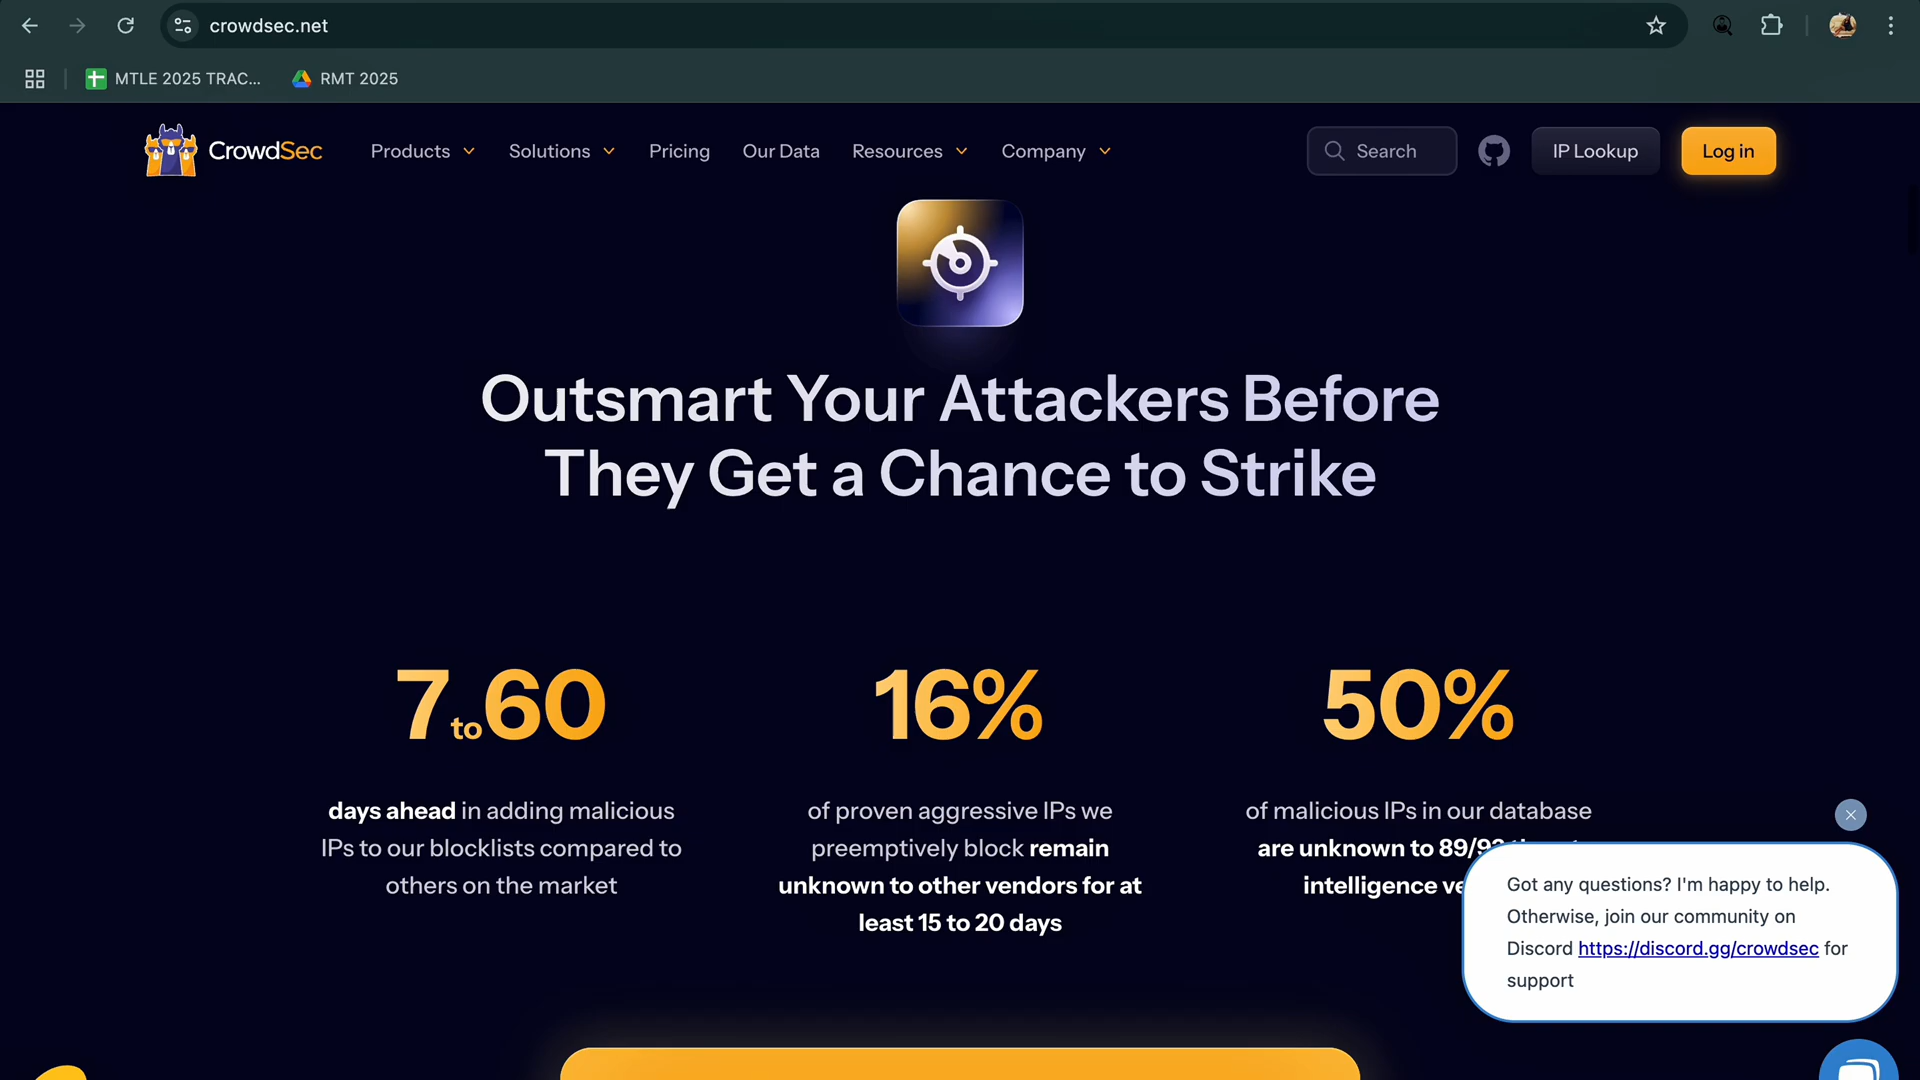 crowdsec.net
MTLE 2025 TRAC...
RMT 2025
CrowdSec
Products
Solutions
Pricing
Our Data
Resources
Company
Search
IP Lookup
Log in
Outsmart Your Attackers Before
They Get a Chance to Strike
7 to 60
days ahead in adding malicious
IPs to our blocklists compared to
others on the market
16%
of proven aggressive IPs we
preemptively block remain
unknown to other vendors for at
least 15 to 20 days
50%
of malicious IPs in our database
are unknown to
intelligence
Got any questions? I'm happy to help.
Otherwise, join our community on
Discord https://discord.gg/crowdsec for
support